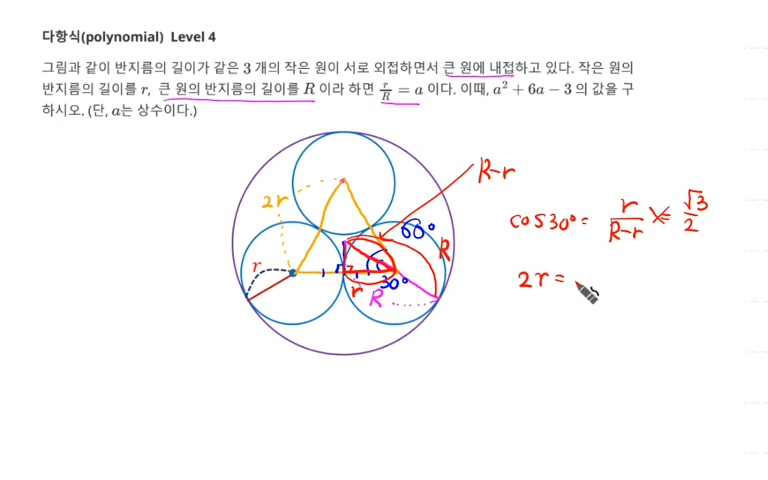 다항식(polynomial) Level 4
그림과 같이 반지름의 길이가 같은 3 개의 작은 원이 서로 외접하면서 큰 원에 내접하고 있다. 작은 원의
반지름의 길이를 r, 큰 원의 반지름의 길이를 R 이라 하면 r/R = a 이다. 이때, a² + 6a − 3 의 값을 구
하시오. (단, a는 상수이다.)
R-r
2r
60°
cos30° = r/(R-r) = √3/2
R
r
30°
2r =
r
R